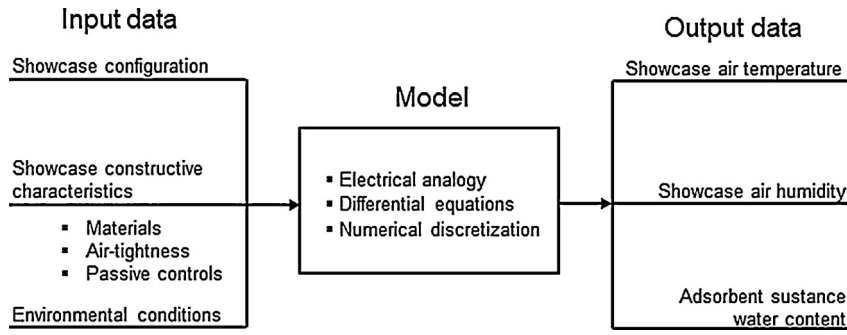 Input data
Showcase configuration
Showcase constructive
characteristics
▪ Materials
▪ Air-tightness
▪ Passive controls
Environmental conditions
Model
▪ Electrical analogy
▪ Differential equations
▪ Numerical discretization
Output data
Showcase air temperature
Showcase air humidity
Adsorbent sustance
water content